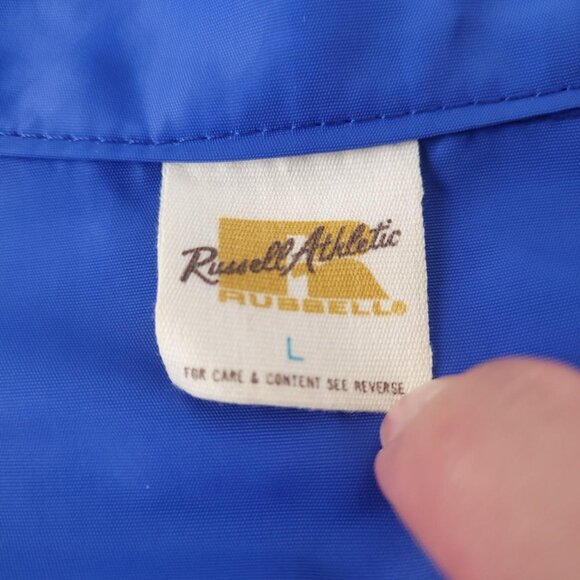 Russell Athletic
RUSSELL®
L
FOR CARE & CONTENT SEE REVERSE